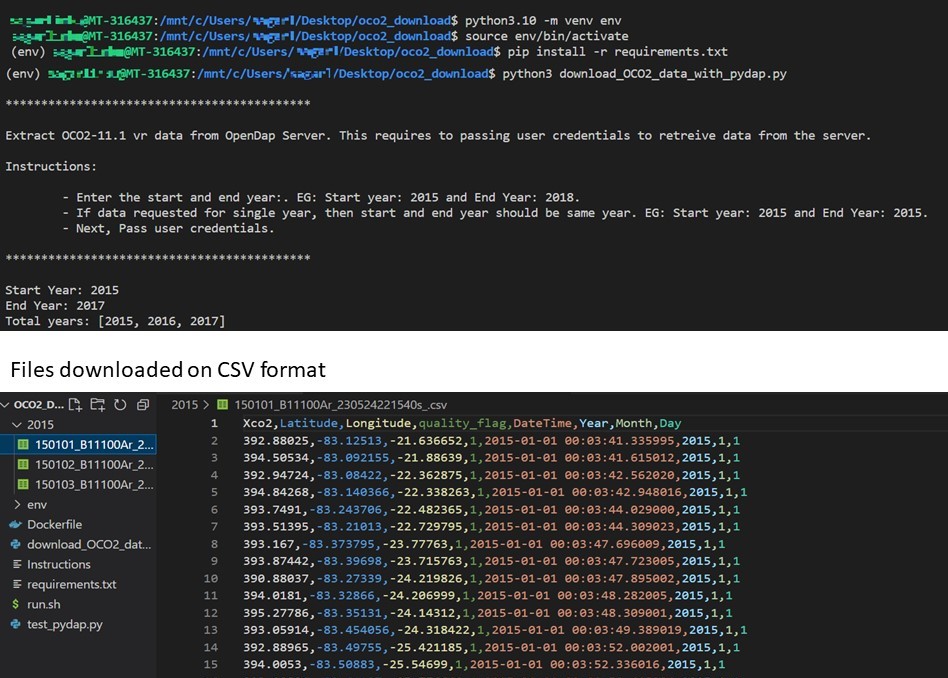 @MT-316437:/mnt/c/Users/ /Desktop/oco2_download$ python3.10 -m venv env
@MT-316437:/mnt/c/Users/ /Desktop/oco2_download$ source env/bin/activate
(env) @MT-316437:/mnt/c/Users/ /Desktop/oco2_download$ pip install -r requirements.txt
(env) @MT-316437:/mnt/c/Users/ /Desktop/oco2_download$ python3 download_OCO2_data_with_pydap.py
*****************************************
Extract OCO2-11.1 vr data from OpenDap Server. This requires to passing user credentials to retreive data from the server.
Instructions:
- Enter the start and end year:. EG: Start year: 2015 and End Year: 2018.
- If data requested for single year, then start and end year should be same year. EG: Start year: 2015 and End Year: 2015.
- Next, Pass user credentials.
*****************************************
Start Year: 2015
End Year: 2017
Total years: [2015, 2016, 2017]
Files downloaded on CSV format
OCO2_D...
2015
150101_B11100Ar_2...
150102_B11100Ar_2...
150103_B11100Ar_2...
env
Dockerfile
download_OCO2_dat...
Instructions
requirements.txt
$ run.sh
test_pydap.py
2015 > 150101_B11100Ar_230524221540s_.csv
1 Xco2,Latitude,Longitude,quality_flag,DateTime,Year,Month,Day
2 392.88025,-83.12513,-21.636652,1,2015-01-01 00:03:41.335995,2015,1,1
3 394.50534,-83.092155,-21.88639,1,2015-01-01 00:03:41.615012,2015,1,1
4 392.94724,-83.08422,-22.362875,1,2015-01-01 00:03:42.562020,2015,1,1
5 394.84268,-83.140366,-22.338263,1,2015-01-01 00:03:42.948016,2015,1,1
6 393.7491,-83.243706,-22.482365,1,2015-01-01 00:03:44.029000,2015,1,1
7 393.51395,-83.21013,-22.729795,1,2015-01-01 00:03:44.309023,2015,1,1
8 393.167,-83.373795,-23.77763,1,2015-01-01 00:03:47.696009,2015,1,1
9 393.87442,-83.39698,-23.715763,1,2015-01-01 00:03:47.723005,2015,1,1
10 390.88037,-83.27339,-24.219826,1,2015-01-01 00:03:47.895002,2015,1,1
11 394.0181,-83.32866,-24.206999,1,2015-01-01 00:03:48.282005,2015,1,1
12 395.27786,-83.35131,-24.14312,1,2015-01-01 00:03:48.309001,2015,1,1
13 393.05914,-83.454056,-24.318422,1,2015-01-01 00:03:49.389019,2015,1,1
14 392.88965,-83.49755,-25.421185,1,2015-01-01 00:03:52.002001,2015,1,1
15 394.0053,-83.50883,-25.54699,1,2015-01-01 00:03:52.336016,2015,1,1